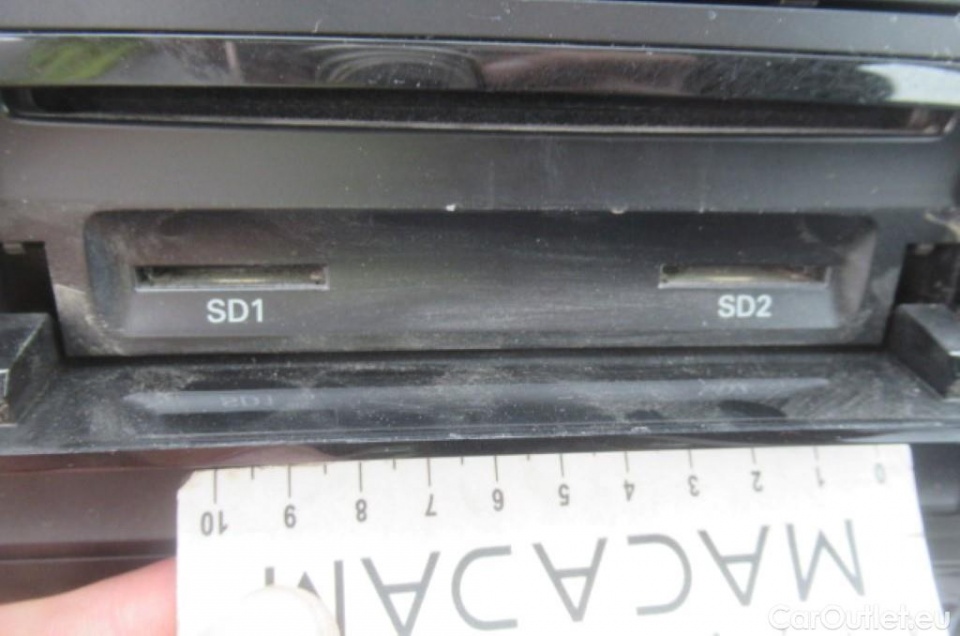 SD1 SD2
10 9 8 7 6 5 4 3 2 1 0
MACADAM
CarOutlet.eu